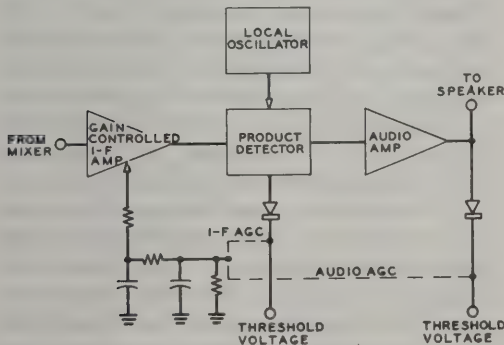 LOCAL
OSCILLATOR
TO
SPEAKER
FROM
MIXER
GAIN
CONTROLLED
I-F
AMP
PRODUCT
DETECTOR
AUDIO
AMP
I-F AGC
AUDIO AGC
THRESHOLD
VOLTAGE
THRESHOLD
VOLTAGE